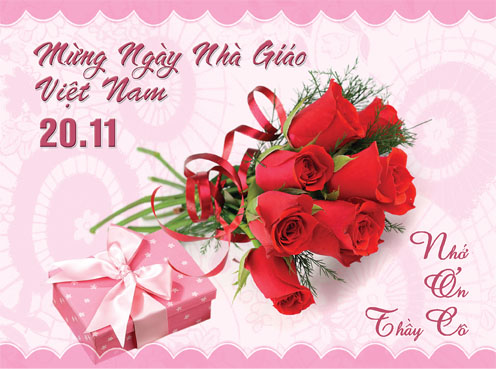 Mừng Ngày Nhà Giáo
Việt Nam
20.11
Nhớ
Ơn
Thầy Cô